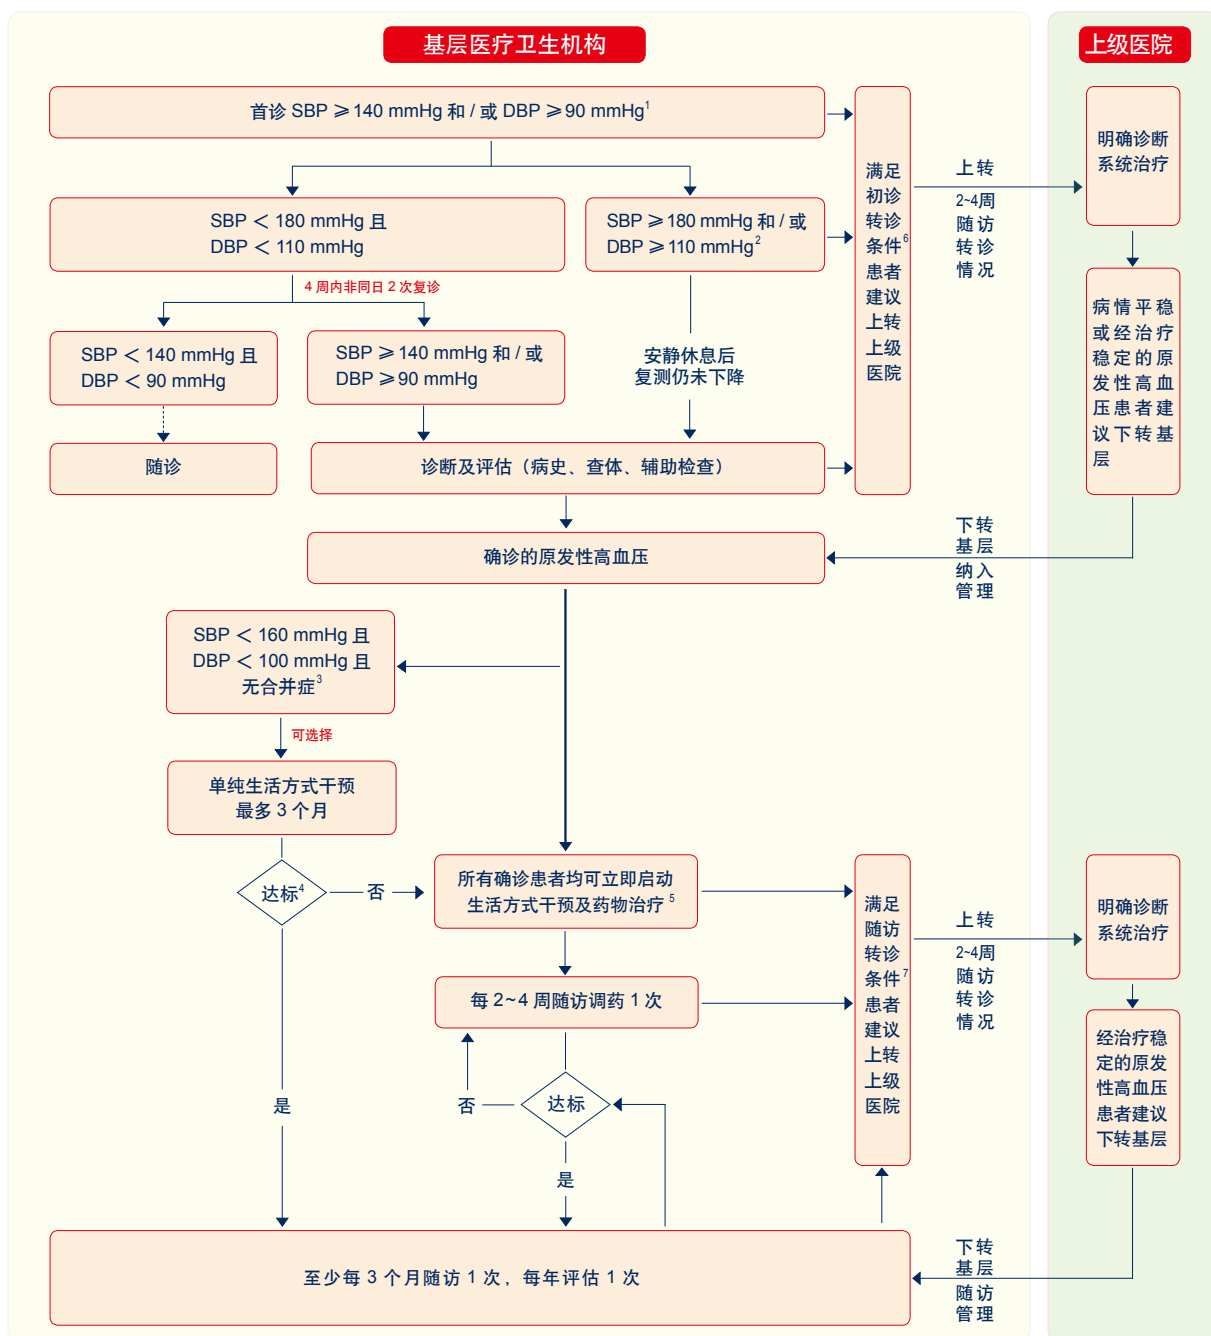 基层医疗卫生机构
上级医院
首诊 SBP ≥140 mmHg 和 / 或 DBP ≥90 mmHg1
SBP < 180 mmHg 且
DBP < 110 mmHg
SBP ≥180 mmHg 和 / 或
DBP ≥110 mmHg2
4 周内非同日 2 次复诊
SBP < 140 mmHg 且
DBP < 90 mmHg
SBP ≥140 mmHg 和 / 或
DBP ≥90 mmHg
安静休息后
复测仍未下降
随诊
诊断及评估（病史、查体、辅助检查）
满足
初诊
转诊
条件6
患者
建议
上转
上级
医院
上转
2~4周
随访
转诊
情况
明确诊断
系统治疗
病情平稳
或经治疗
稳定的原
发性高血
压患者建
议下转基
层
下转
基层
纳入
管理
确诊的原发性高血压
SBP < 160 mmHg 且
DBP < 100 mmHg 且
无合并症3
可选择
单纯生活方式干预
最多 3 个月
达标4
否
所有确诊患者均可立即启动
生活方式干预及药物治疗5
每 2~4 周随访调药 1 次
否
达标
是
是
满足
随访
转诊
条件7
患者
建议
上转
上级
医院
上转
2~4周
随访
转诊
情况
明确诊断
系统治疗
经治疗稳
定的原发
性高血压
患者建议
下转基层
至少每 3 个月随访 1 次，每年评估 1 次
下转
基层
随访
管理